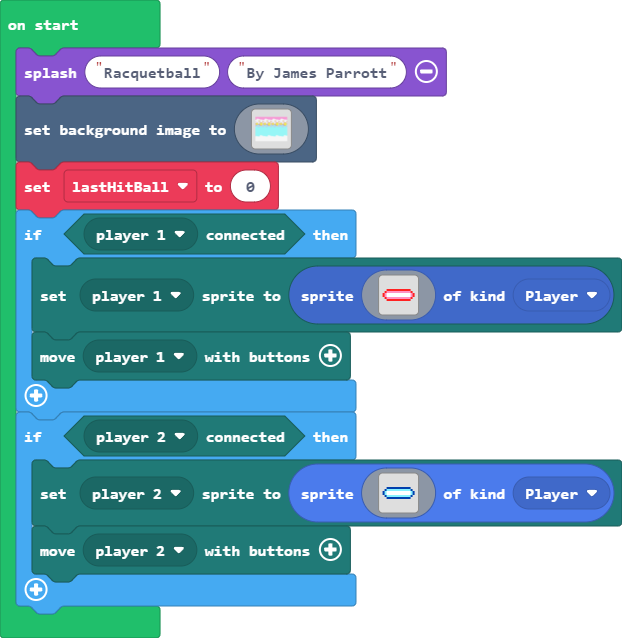 on start
splash "Racquetball" "By James Parrott"
set background image to
set lastHitBall to 0
if player 1 connected then
set player 1 sprite to sprite of kind Player
move player 1 with buttons
if player 2 connected then
set player 2 sprite to sprite of kind Player
move player 2 with buttons